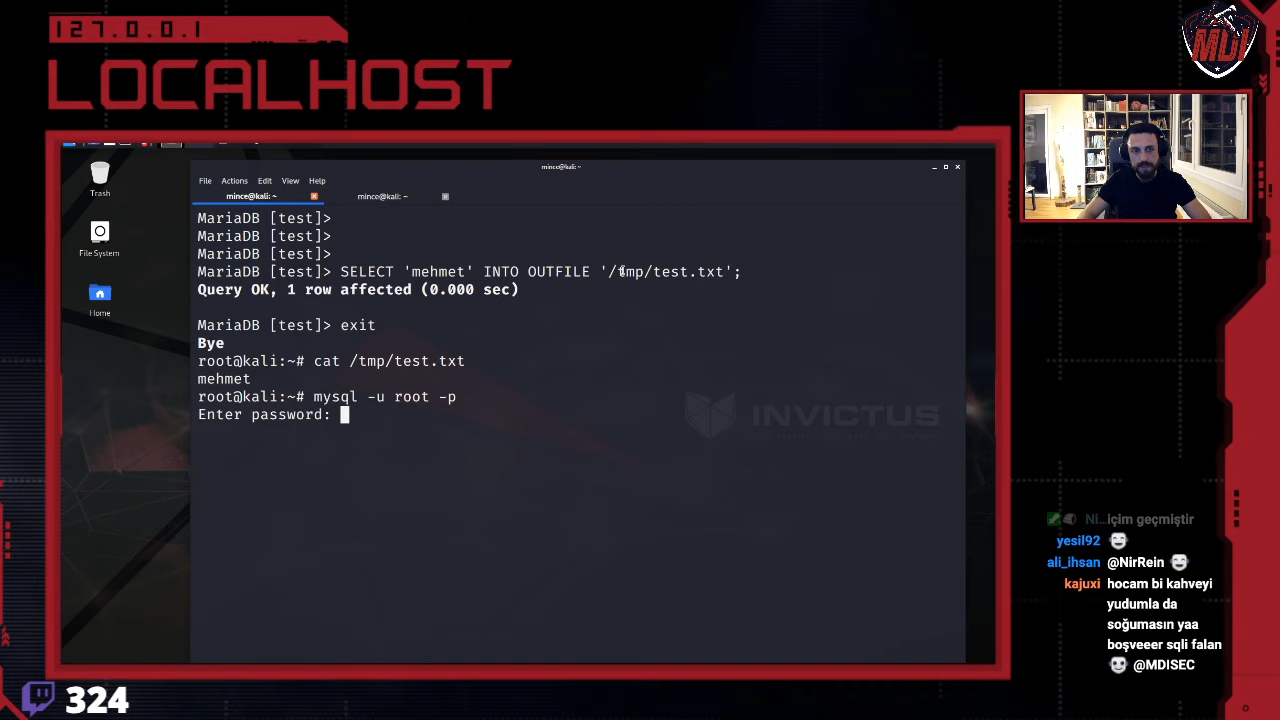 127.0.0.1
LOCALHOST
MDI
mince@kali: ~
File Actions Edit View Help
mince@kali: ~ mince@kali: ~
Trash
File System
Home
MariaDB [test]>
MariaDB [test]>
MariaDB [test]>
MariaDB [test]> SELECT 'mehmet' INTO OUTFILE '/tmp/test.txt';
Query OK, 1 row affected (0.000 sec)
MariaDB [test]> exit
Bye
root@kali:~# cat /tmp/test.txt
mehmet
root@kali:~# mysql -u root -p
Enter password:
INVICTUS
Ni...içim geçmiştir
yesil92
ali_ihsan @NirRein
kajuxi hocam bi kahveyi
yudumla da
soğumasın yaa
boşveeer sqli falan
@MDISEC
324